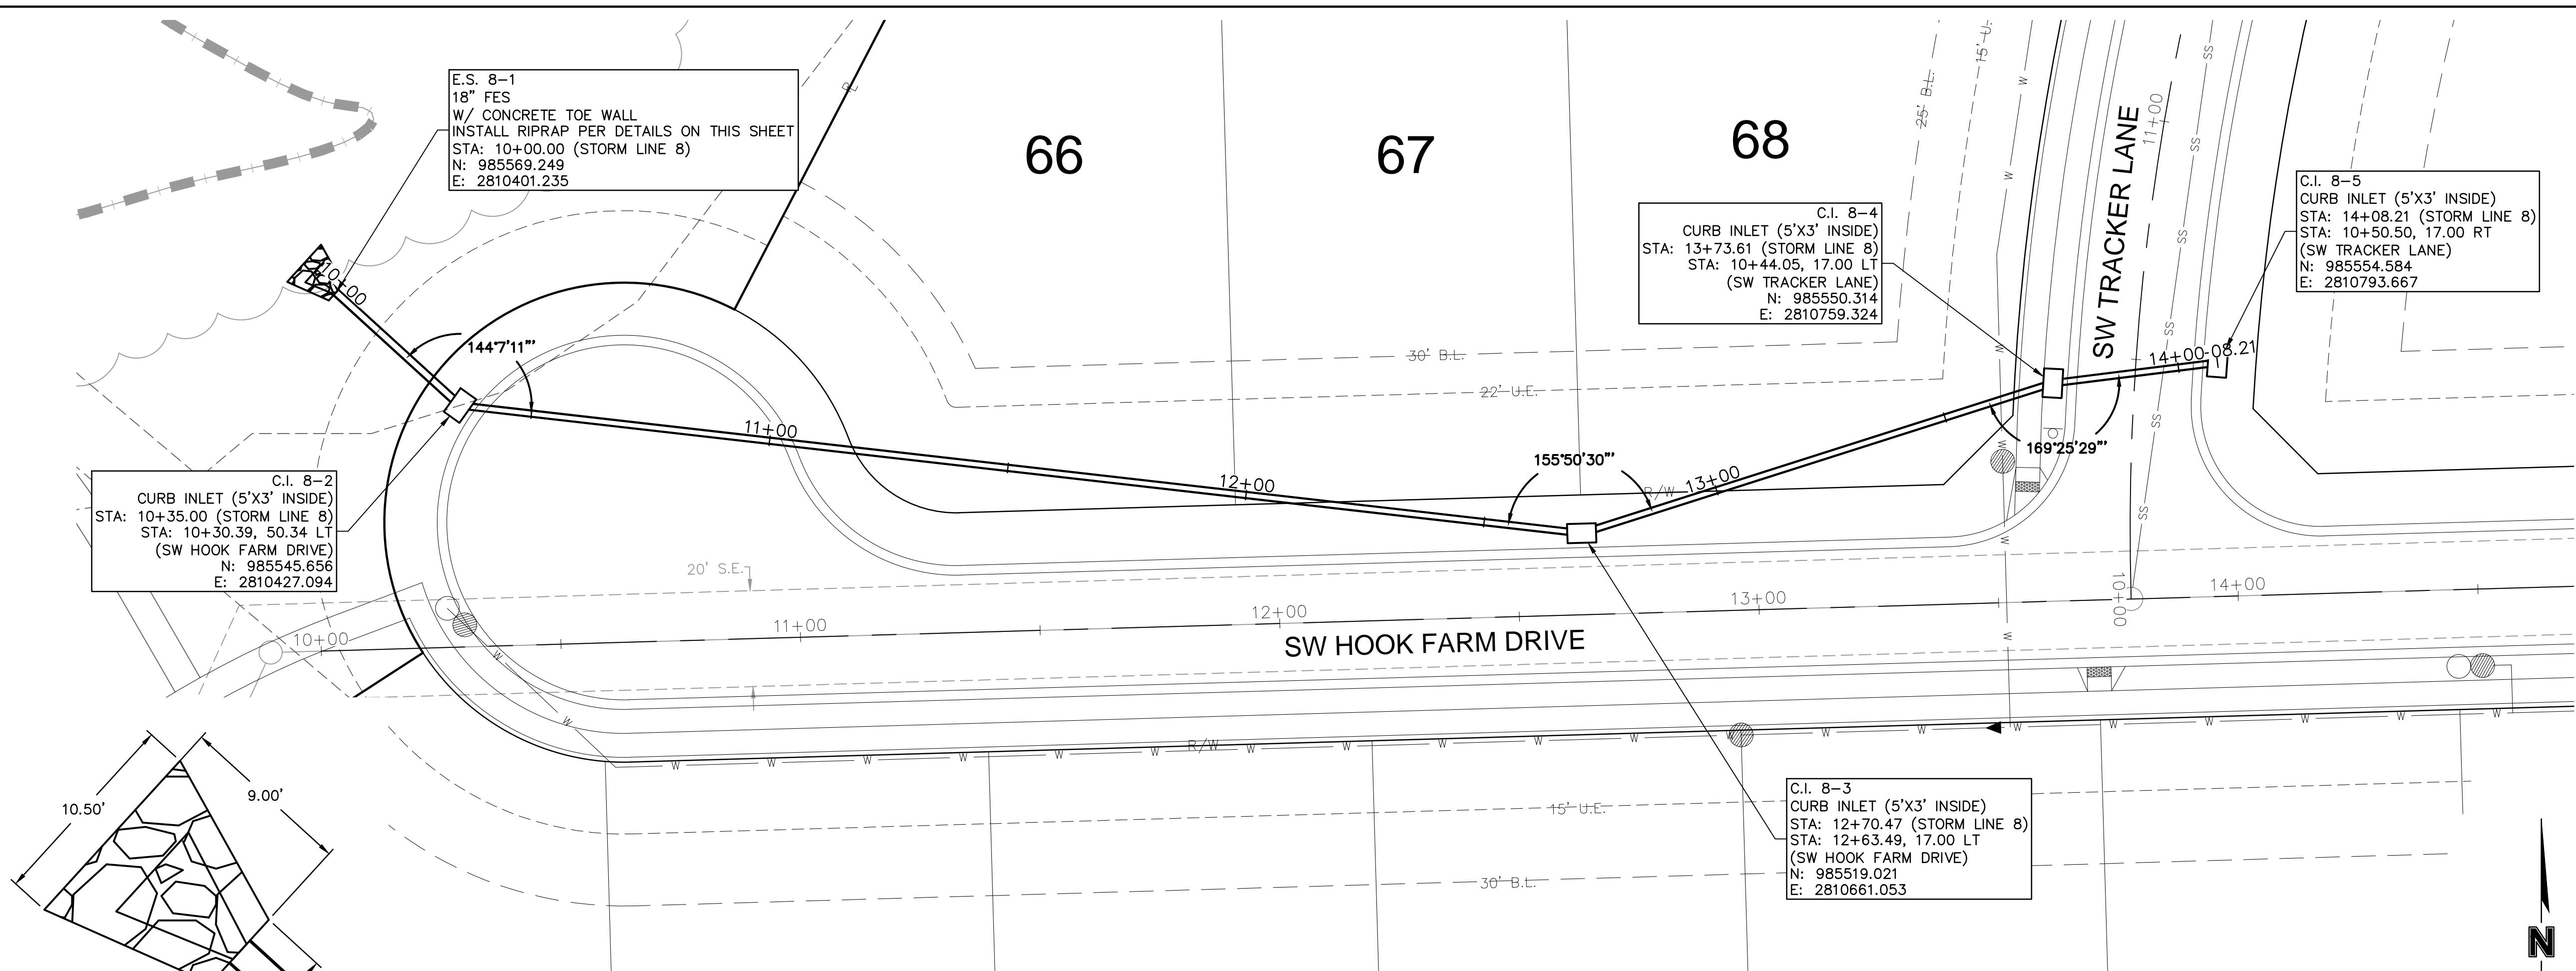 E.S. 8-1
18" FES
W/ CONCRETE TOE WALL
INSTALL RIPRAP PER DETAILS ON THIS SHEET
STA: 10+00.00 (STORM LINE 8)
N: 985569.249
E: 2810401.235
PL
66
67
68
25' B.L.
15' U.
W
W
W
SW TRACKER LANE
11+00
SS
SS
SS
SS
SS
SS
C.I. 8-5
CURB INLET (5'X3' INSIDE)
STA: 14+08.21 (STORM LINE 8)
STA: 10+50.50, 17.00 RT
(SW TRACKER LANE)
N: 985554.584
E: 2810793.667
C.I. 8-4
CURB INLET (5'X3' INSIDE)
STA: 13+73.61 (STORM LINE 8)
STA: 10+44.05, 17.00 LT
(SW TRACKER LANE)
N: 985550.314
E: 2810759.324
10+00
144°7'11"'
30' B.L.
22' U.E.
14+00
08.21
11+00
12+00
155°50'30"'
R/W
13+00
169°25'29"'
W
W
W
W
C.I. 8-2
CURB INLET (5'X3' INSIDE)
STA: 10+35.00 (STORM LINE 8)
STA: 10+30.39, 50.34 LT
(SW HOOK FARM DRIVE)
N: 985545.656
E: 2810427.094
20' S.E.
10+00
11+00
12+00
13+00
10+00
14+00
SW HOOK FARM DRIVE
W
W
R/W
W W W W W W W W W W W W W W W W W W W W
10.50'
9.00'
15' U.E.
30' B.L.
C.I. 8-3
CURB INLET (5'X3' INSIDE)
STA: 12+70.47 (STORM LINE 8)
STA: 12+63.49, 17.00 LT
(SW HOOK FARM DRIVE)
N: 985519.021
E: 2810661.053
N